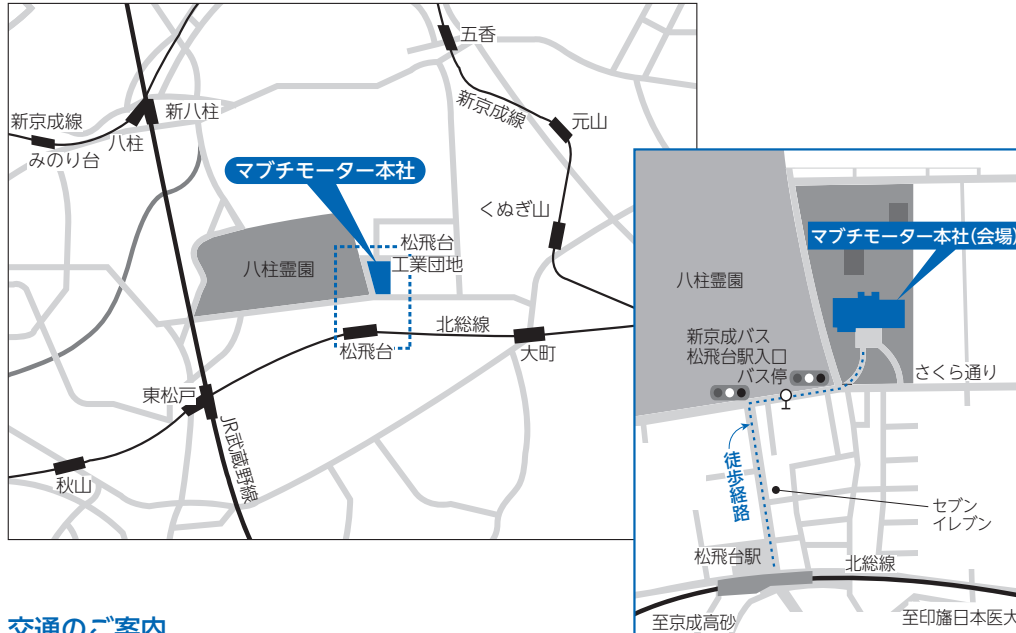 五香
新京成線
元山
新八柱
新京成線
八柱
みのり台
マブチモーター本社
くぬぎ山
松飛台
工業団地
八柱霊園
北総線
松飛台
大町
東松戸
JR武蔵野線
秋山
マブチモーター本社(会場)
八柱霊園
新京成バス
松飛台駅入口
バス停
さくら通り
徒歩経路
セブン
イレブン
松飛台駅
北総線
至京成高砂
至印旛日本医大
交通のご案内